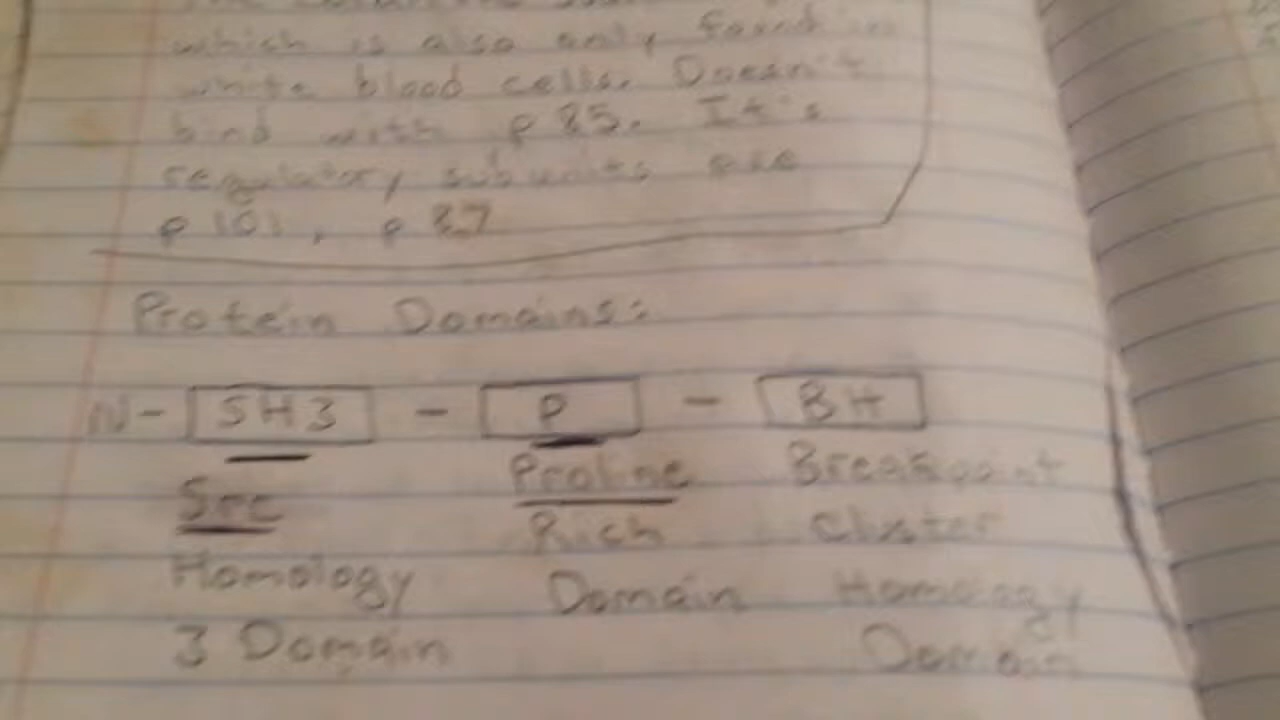 which is also only found in
white blood cells. Doesn't
bind with p85. It's
regulatory subunits are
p101, p87
Protein Domains:
N- SH3 - P - BH
Src Proline Breakpoint
Rich Cluster
Homology Domain Homology
3 Domain Domain